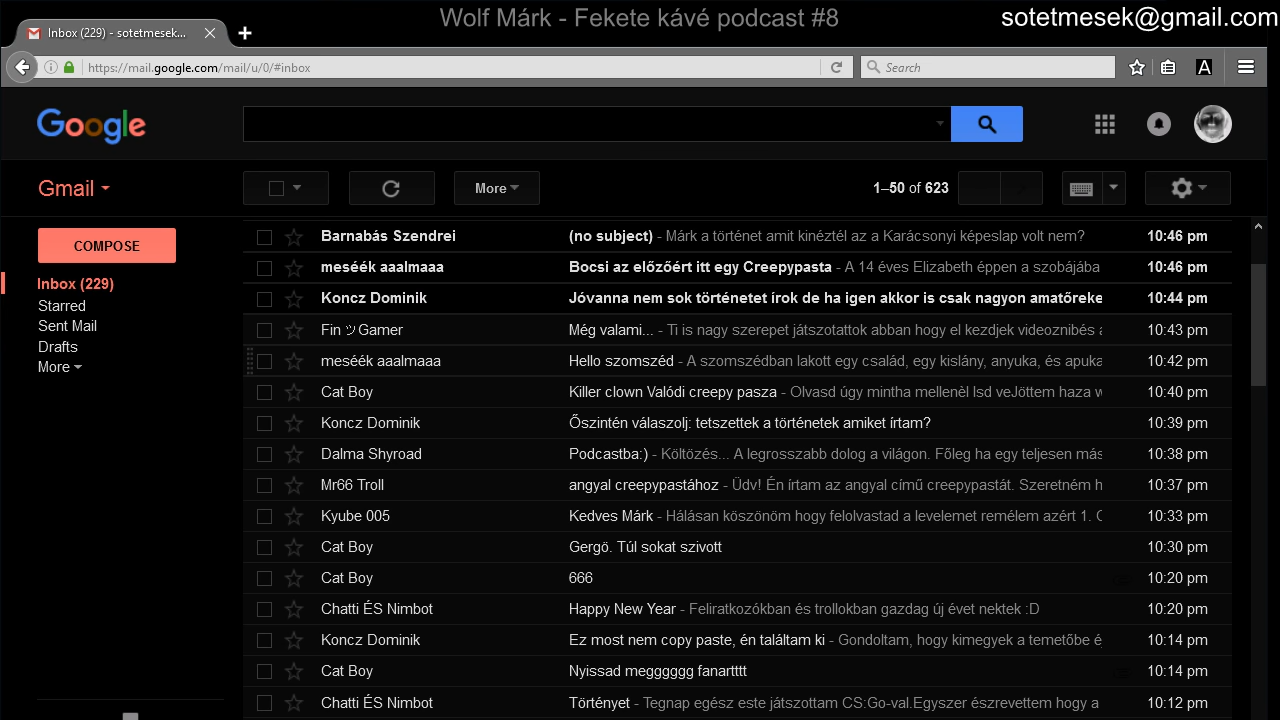 Wolf Márk - Fekete kávé podcast #8
sotetmesek@gmail.com
Inbox (229) - sotetmesek...
https://mail.google.com/mail/u/0/#inbox
Search
A
Google
Gmail
More
1–50 of 623
COMPOSE
Inbox (229)
Starred
Sent Mail
Drafts
More
Barnabás Szendrei (no subject) - Márk a történet amit kinéztél az a Karácsonyi képeslap volt nem? 10:46 pm
meséék aaalmaaa Bocsi az előzőért itt egy Creepypasta - A 14 éves Elizabeth éppen a szobájába 10:46 pm
Koncz Dominik Jóvanna nem sok történetet írok de ha igen akkor is csak nagyon amatőreke 10:44 pm
Fin ツ Gamer Még valami... - Ti is nagy szerepet játszotattok abban hogy el kezdjek videoznibés a 10:43 pm
meséék aaalmaaa Hello szomszéd - A szomszédban lakott egy család, egy kislány, anyuka, és apuka 10:42 pm
Cat Boy Killer clown Valódi creepy pasza - Olvasd úgy mintha mellenèl lsd veJöttem haza w 10:40 pm
Koncz Dominik Őszintén válaszolj: tetszettek a történetek amiket írtam? 10:39 pm
Dalma Shyroad Podcastba:) - Költözés... A legrosszabb dolog a világon. Főleg ha egy teljesen más 10:38 pm
Mr66 Troll angyal creepypastához - Üdv! Én írtam az angyal című creepypastát. Szeretném h 10:37 pm
Kyube 005 Kedves Márk - Hálásan köszönöm hogy felolvastad a levelemet remélem azért 1. 10:33 pm
Cat Boy Gergö. Túl sokat szivott 10:30 pm
Cat Boy 666 10:20 pm
Chatti ÉS Nimbot Happy New Year - Feliratkozókban és trollokban gazdag új évet nektek :D 10:20 pm
Koncz Dominik Ez most nem copy paste, én találtam ki - Gondoltam, hogy kimegyek a temetőbe é 10:14 pm
Cat Boy Nyissad megggggg fanartttt 10:14 pm
Chatti ÉS Nimbot Történyet - Tegnap egész este játszottam CS:Go-val.Egyszer észrevettem hogy a 10:12 pm